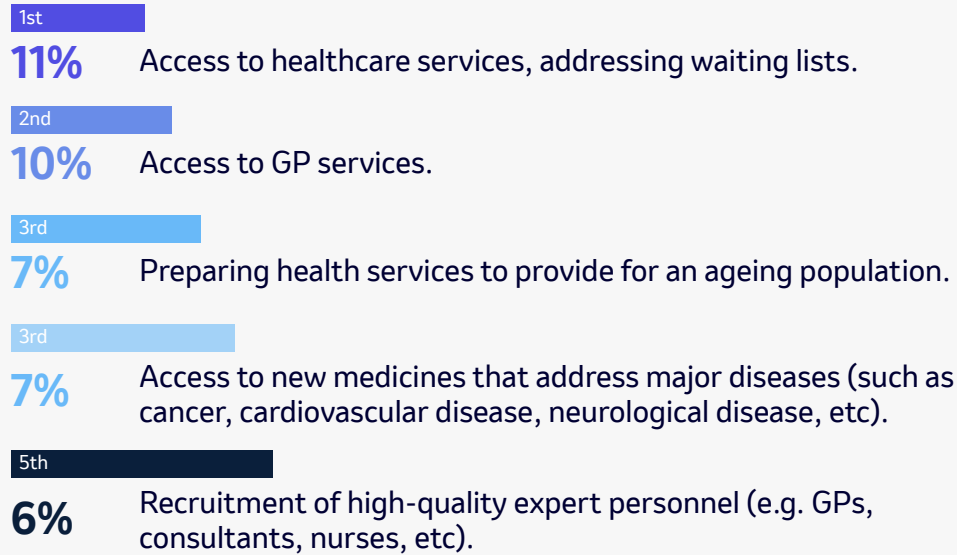 1st
11% Access to healthcare services, addressing waiting lists.
2nd
10% Access to GP services.
3rd
7% Preparing health services to provide for an ageing population.
3rd
7% Access to new medicines that address major diseases (such as
cancer, cardiovascular disease, neurological disease, etc).
5th
6% Recruitment of high-quality expert personnel (e.g. GPs,
consultants, nurses, etc).